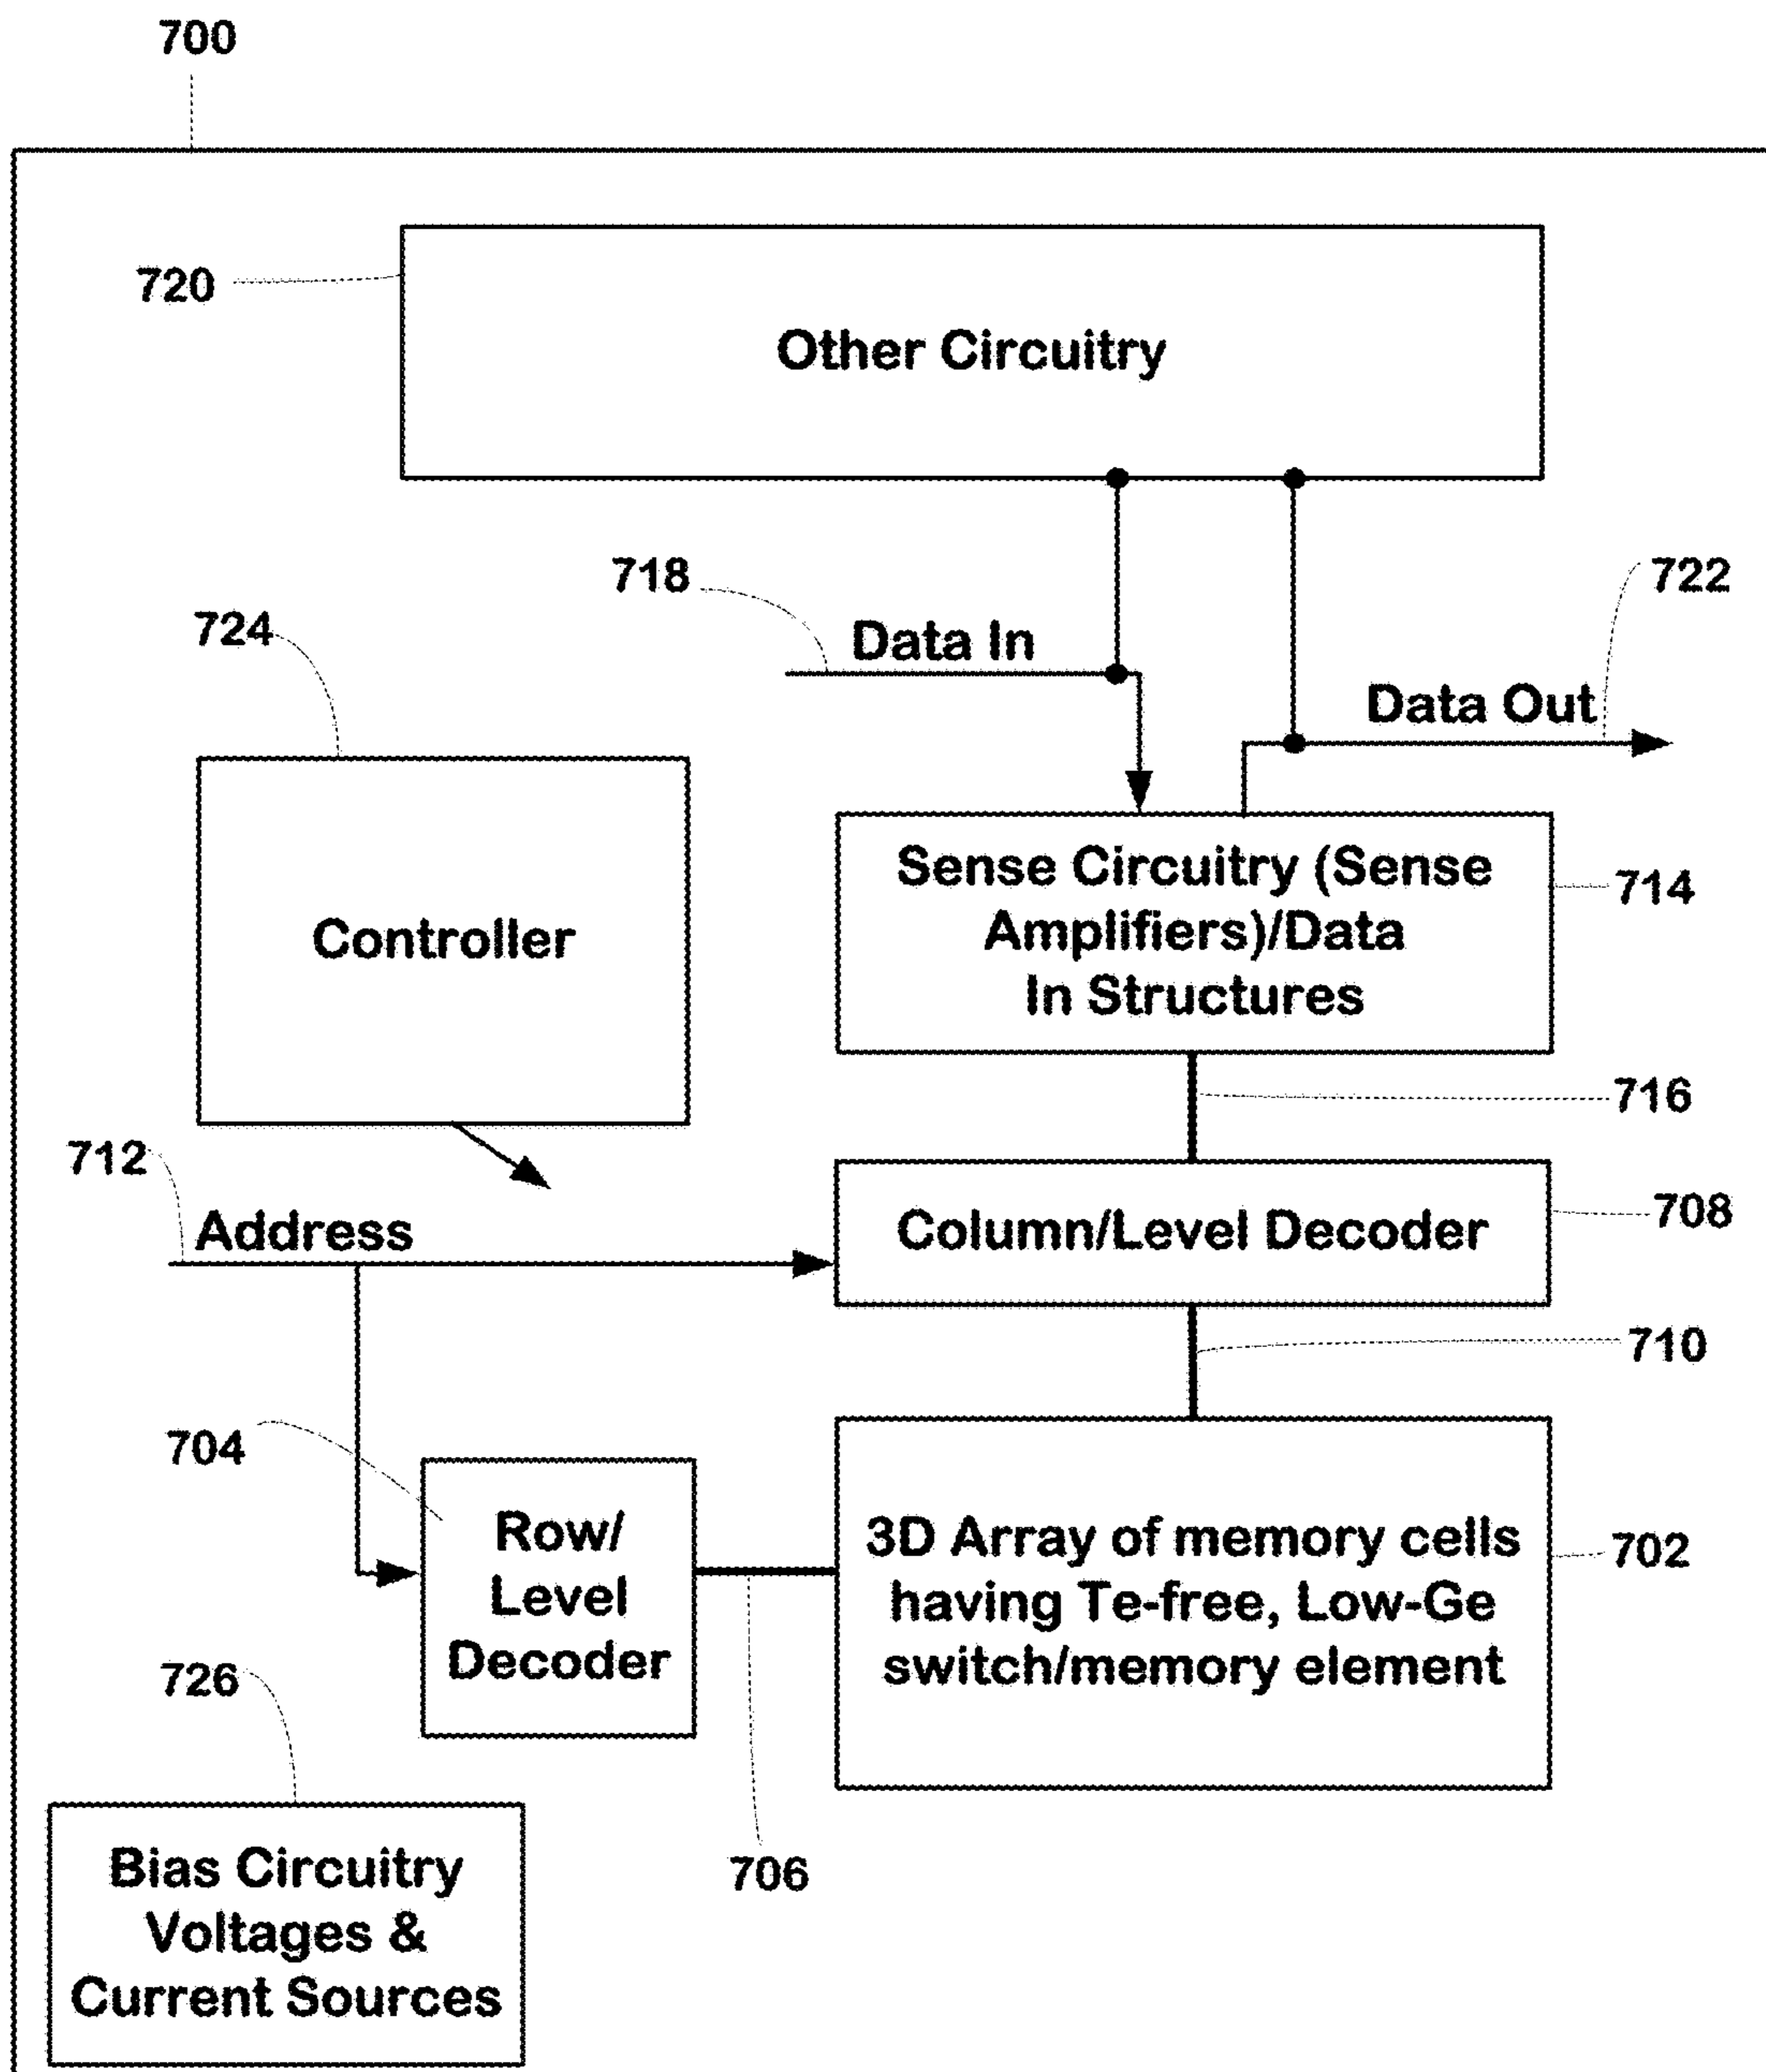 700
720
Other Circuitry
718
722
724
Data In
Data Out
Controller
Sense Circuitry (Sense
Amplifiers)/Data
In Structures
714
716
712
Address
Column/Level Decoder
708
710
704
Row/
Level
Decoder
3D Array of memory cells
having Te-free, Low-Ge
switch/memory element
702
726
706
Bias Circuitry
Voltages &
Current Sources